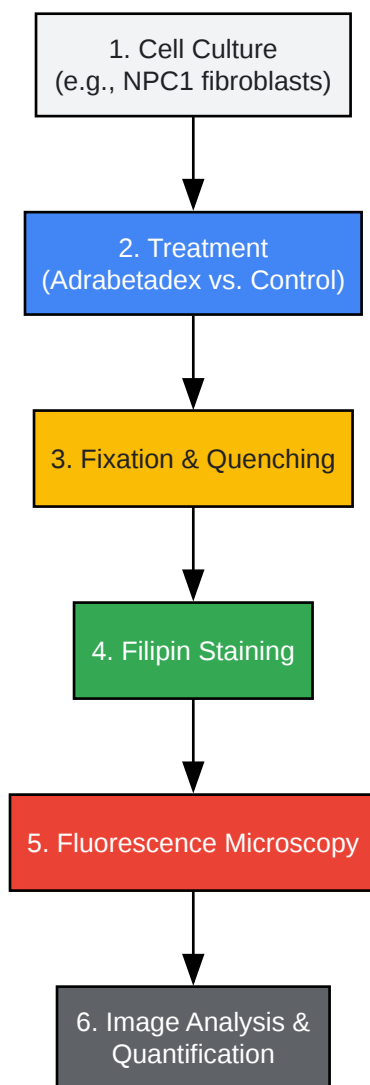 1. Cell Culture
(e.g., NPC1 fibroblasts)
2. Treatment
(Adrabetadex vs. Control)
3. Fixation & Quenching
4. Filipin Staining
5. Fluorescence Microscopy
6. Image Analysis &
Quantification